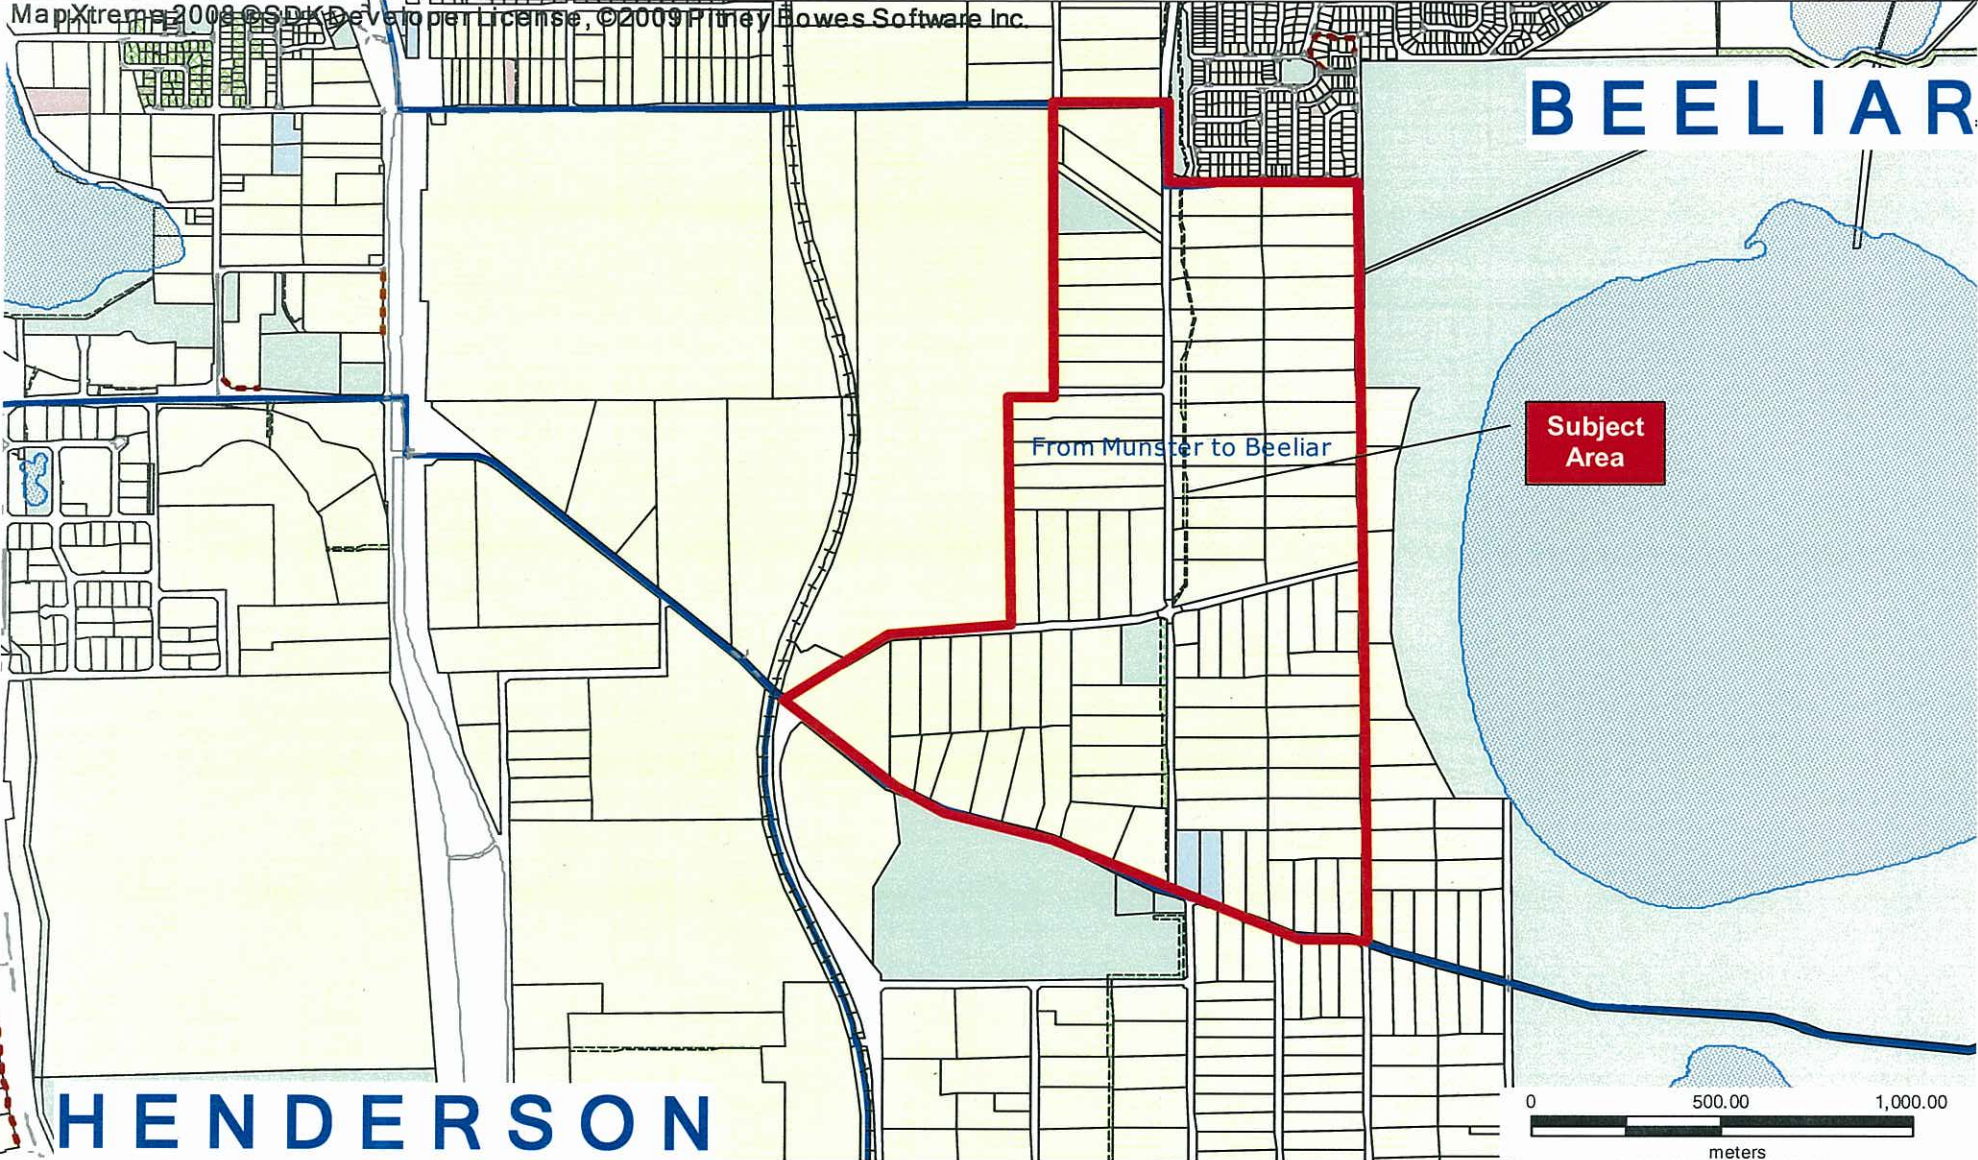 MapXtreme 2008 ® SDK Developer License, ©2009 Pitney Bowes Software Inc.
BEELIAR
Subject
Area
From Munster to Beeliar
HENDERSON
0 500.00 1,000.00
meters